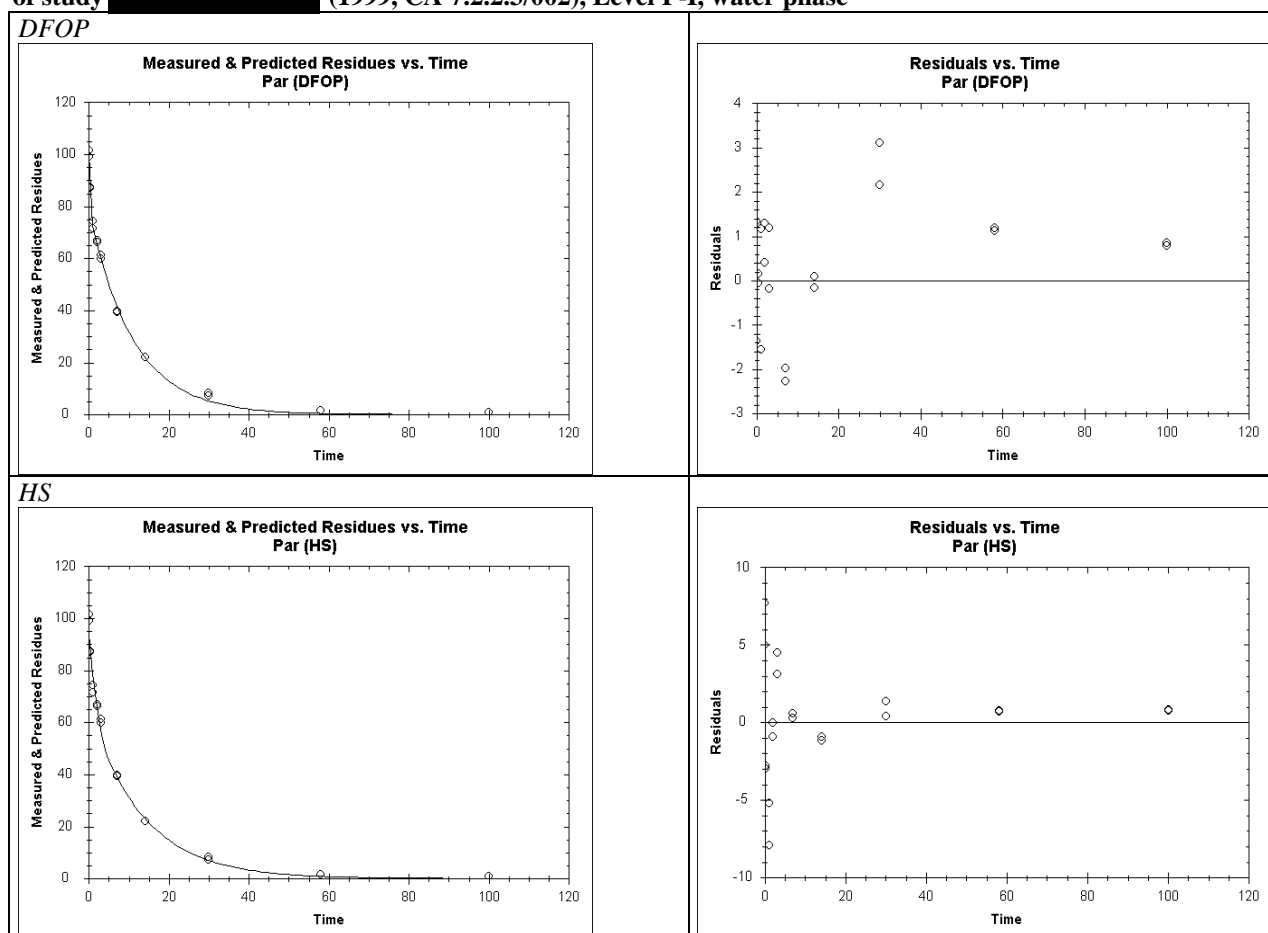 of study (1999, CA 7.2.2.3/002), Level P-I, water phase
DFOP
Measured & Predicted Residues vs. Time
Par (DFOP)
Measured & Predicted Residues
120
100
80
60
40
20
0
0 20 40 60 80 100 120
Time
Residuals vs. Time
Par (DFOP)
Residuals
4
3
2
1
0
-1
-2
-3
0 20 40 60 80 100 120
Time
HS
Measured & Predicted Residues vs. Time
Par (HS)
Measured & Predicted Residues
120
100
80
60
40
20
0
0 20 40 60 80 100 120
Time
Residuals vs. Time
Par (HS)
Residuals
10
5
0
-5
-10
0 20 40 60 80 100 120
Time